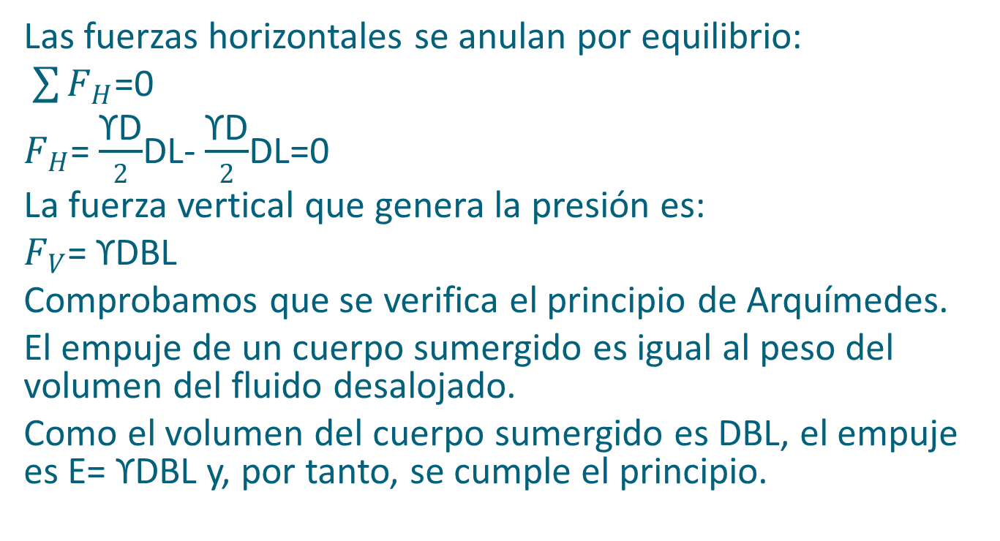 Las fuerzas horizontales se anulan por equilibrio:
∑ F_H=0
F_H= ϒD/2 DL- ϒD/2 DL=0
La fuerza vertical que genera la presión es:
F_V= ϒDBL
Comprobamos que se verifica el principio de Arquímedes.
El empuje de un cuerpo sumergido es igual al peso del
volumen del fluido desalojado.
Como el volumen del cuerpo sumergido es DBL, el empuje
es E= ϒDBL y, por tanto, se cumple el principio.